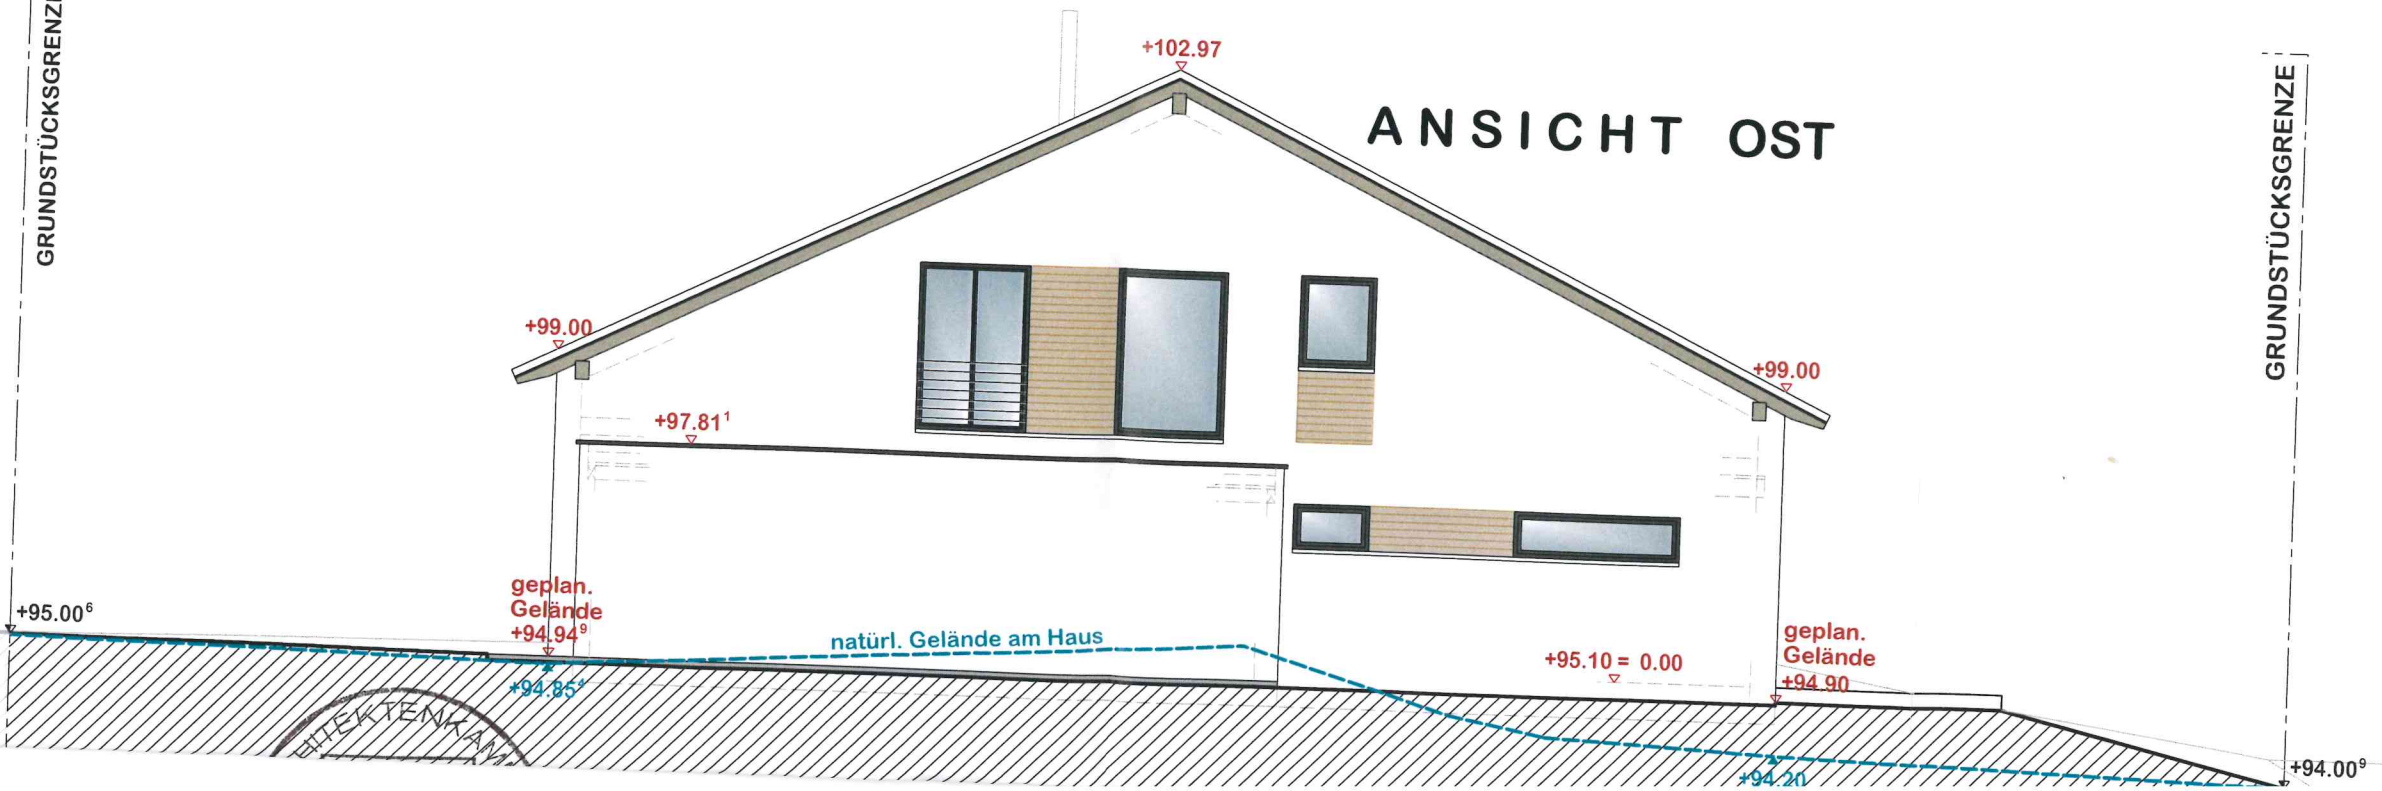 GRUNDSTÜCKSGRENZE
+102.97
ANSICHT OST
GRUNDSTÜCKSGRENZE
+99.00
+99.00
+97.81¹
geplan.
Gelände
+94.94⁹
+95.00⁶
natürl. Gelände am Haus
+95.10 = 0.00
geplan.
Gelände
+94.90
+94.85⁴
+94.20
+94.00⁹